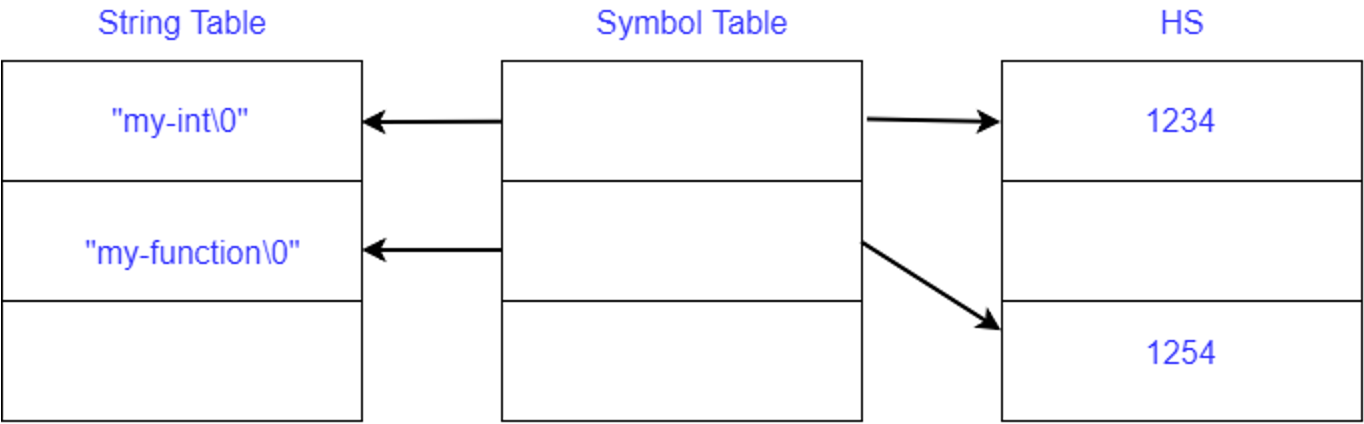 String Table
Symbol Table
HS
"my-int\0"
1234
"my-function\0"
1254